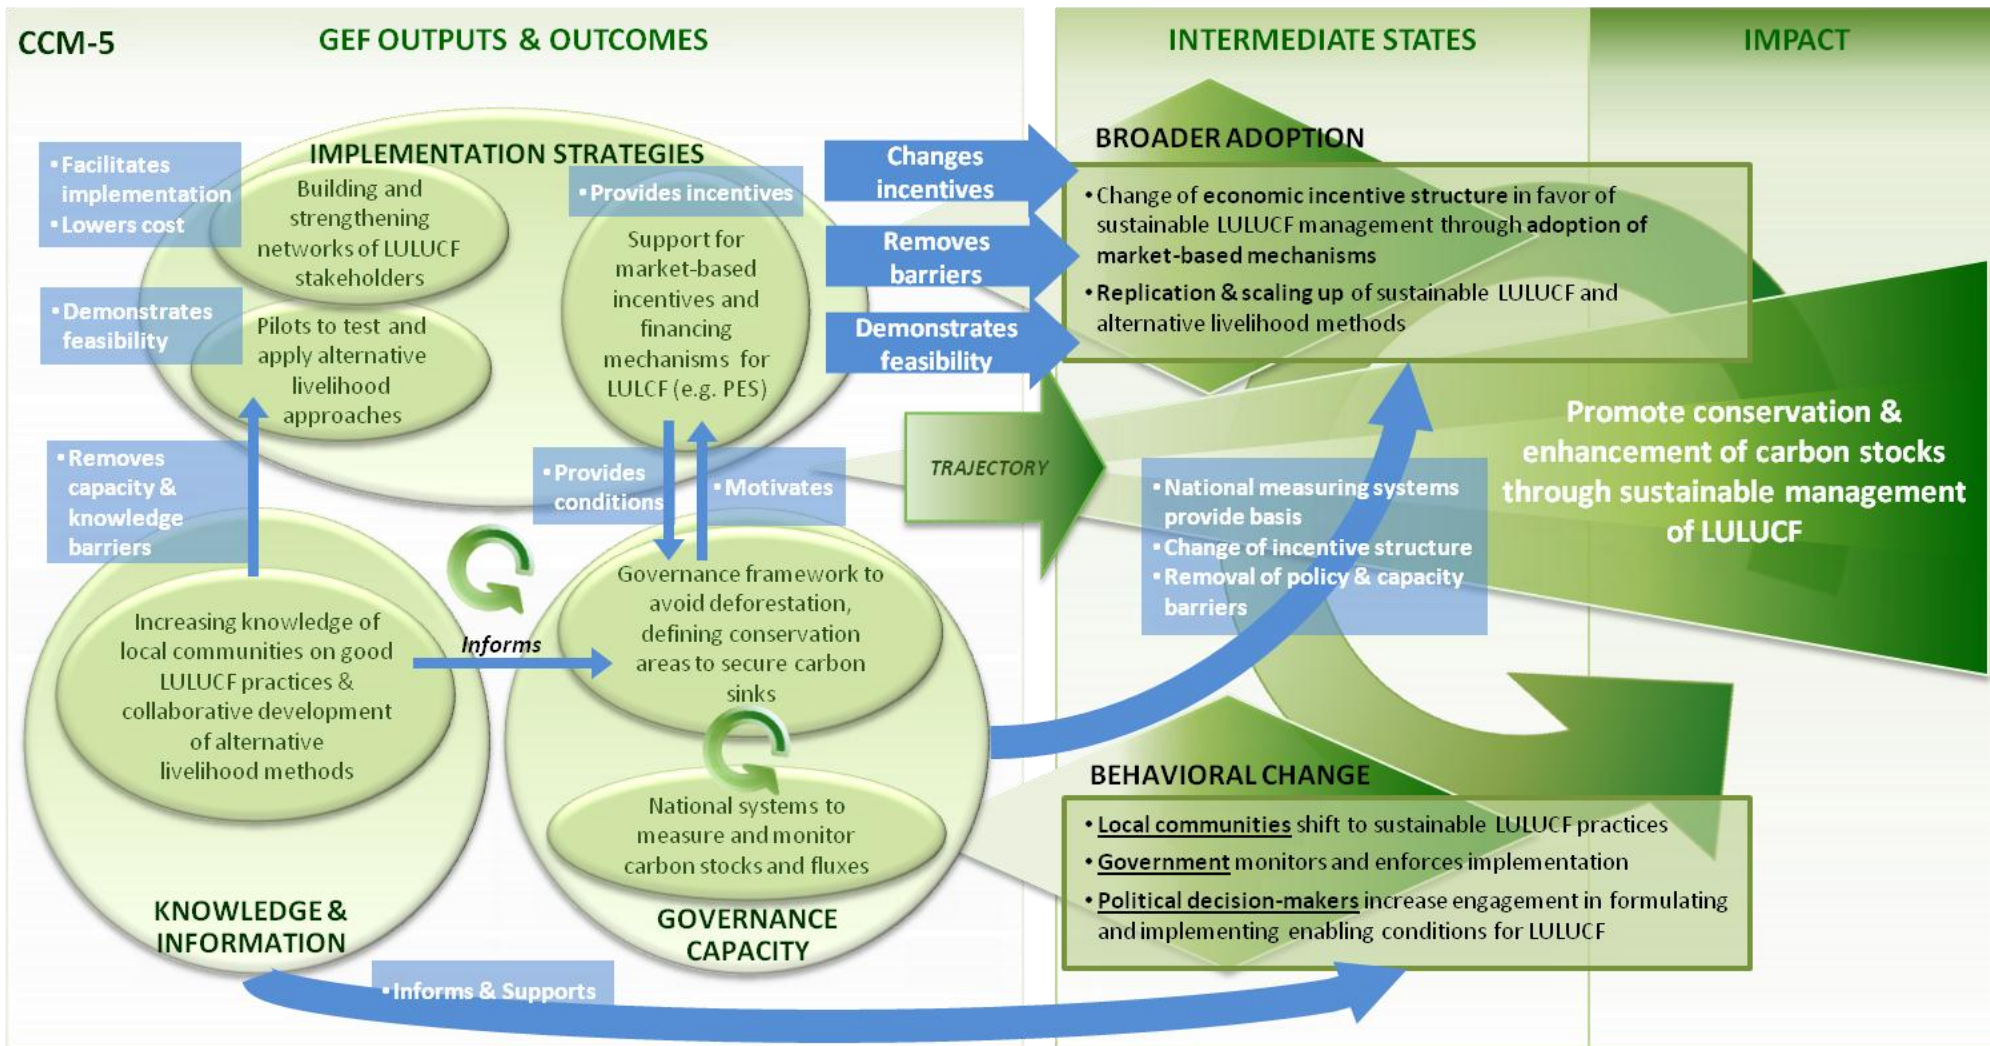 CCM-5
GEF OUTPUTS & OUTCOMES
INTERMEDIATE STATES
IMPACT
IMPLEMENTATION STRATEGIES
▪ Facilitates
implementation
▪ Lowers cost
Building and
strengthening
networks of LULUCF
stakeholders
▪ Demonstrates
feasibility
Pilots to test and
apply alternative
livelihood
approaches
▪ Provides incentives
Support for
market-based
incentives and
financing
mechanisms for
LULCF (e.g. PES)
Changes
incentives
Removes
barriers
Demonstrates
feasibility
BROADER ADOPTION
• Change of economic incentive structure in favor of
sustainable LULUCF management through adoption of
market-based mechanisms
• Replication & scaling up of sustainable LULUCF and
alternative livelihood methods
▪ Removes
capacity &
knowledge
barriers
▪ Provides
conditions
▪ Motivates
TRAJECTORY
▪ National measuring systems
provide basis
▪ Change of incentive structure
▪ Removal of policy & capacity
barriers
Promote conservation &
enhancement of carbon stocks
through sustainable management
of LULUCF
Increasing knowledge of
local communities on good
LULUCF practices &
collaborative development
of alternative
livelihood methods
Informs
Governance framework to
avoid deforestation,
defining conservation
areas to secure carbon
sinks
National systems to
measure and monitor
carbon stocks and fluxes
KNOWLEDGE &
INFORMATION
GOVERNANCE
CAPACITY
BEHAVIORAL CHANGE
• Local communities shift to sustainable LULUCF practices
• Government monitors and enforces implementation
• Political decision-makers increase engagement in formulating
and implementing enabling conditions for LULUCF
▪ Informs & Supports